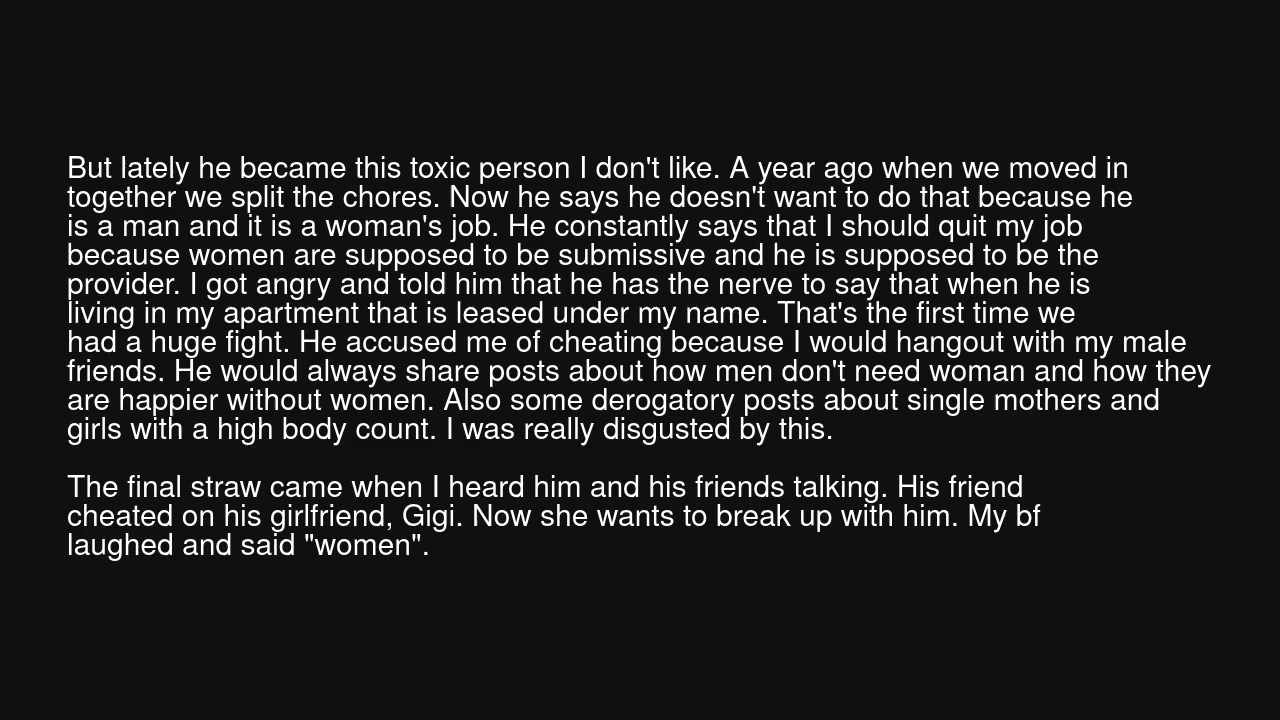 But lately he became this toxic person I don't like. A year ago when we moved in
together we split the chores. Now he says he doesn't want to do that because he
is a man and it is a woman's job. He constantly says that I should quit my job
because women are supposed to be submissive and he is supposed to be the
provider. I got angry and told him that he has the nerve to say that when he is
living in my apartment that is leased under my name. That's the first time we
had a huge fight. He accused me of cheating because I would hangout with my male
friends. He would always share posts about how men don't need woman and how they
are happier without women. Also some derogatory posts about single mothers and
girls with a high body count. I was really disgusted by this.
The final straw came when I heard him and his friends talking. His friend
cheated on his girlfriend, Gigi. Now she wants to break up with him. My bf
laughed and said "women".